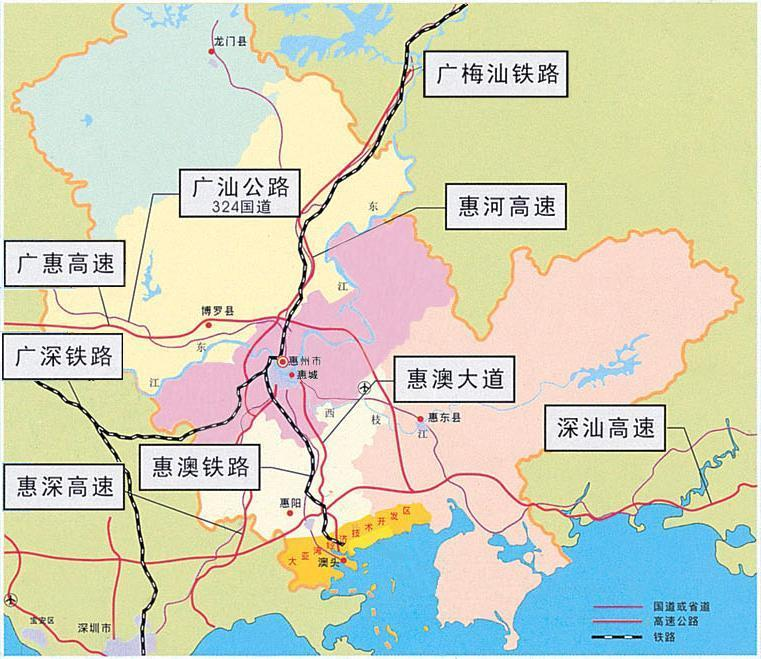 龙门县
广梅汕铁路
广汕公路
324国道
东
惠河高速
广惠高速
江
博罗县
东
广深铁路
惠州市
惠城
江
惠澳大道
西
枝
惠东县
江
深汕高速
惠澳铁路
惠深高速
惠阳
大亚湾经济技术开发区
澳头
宝安区
深圳市
国道或省道
高速公路
铁路